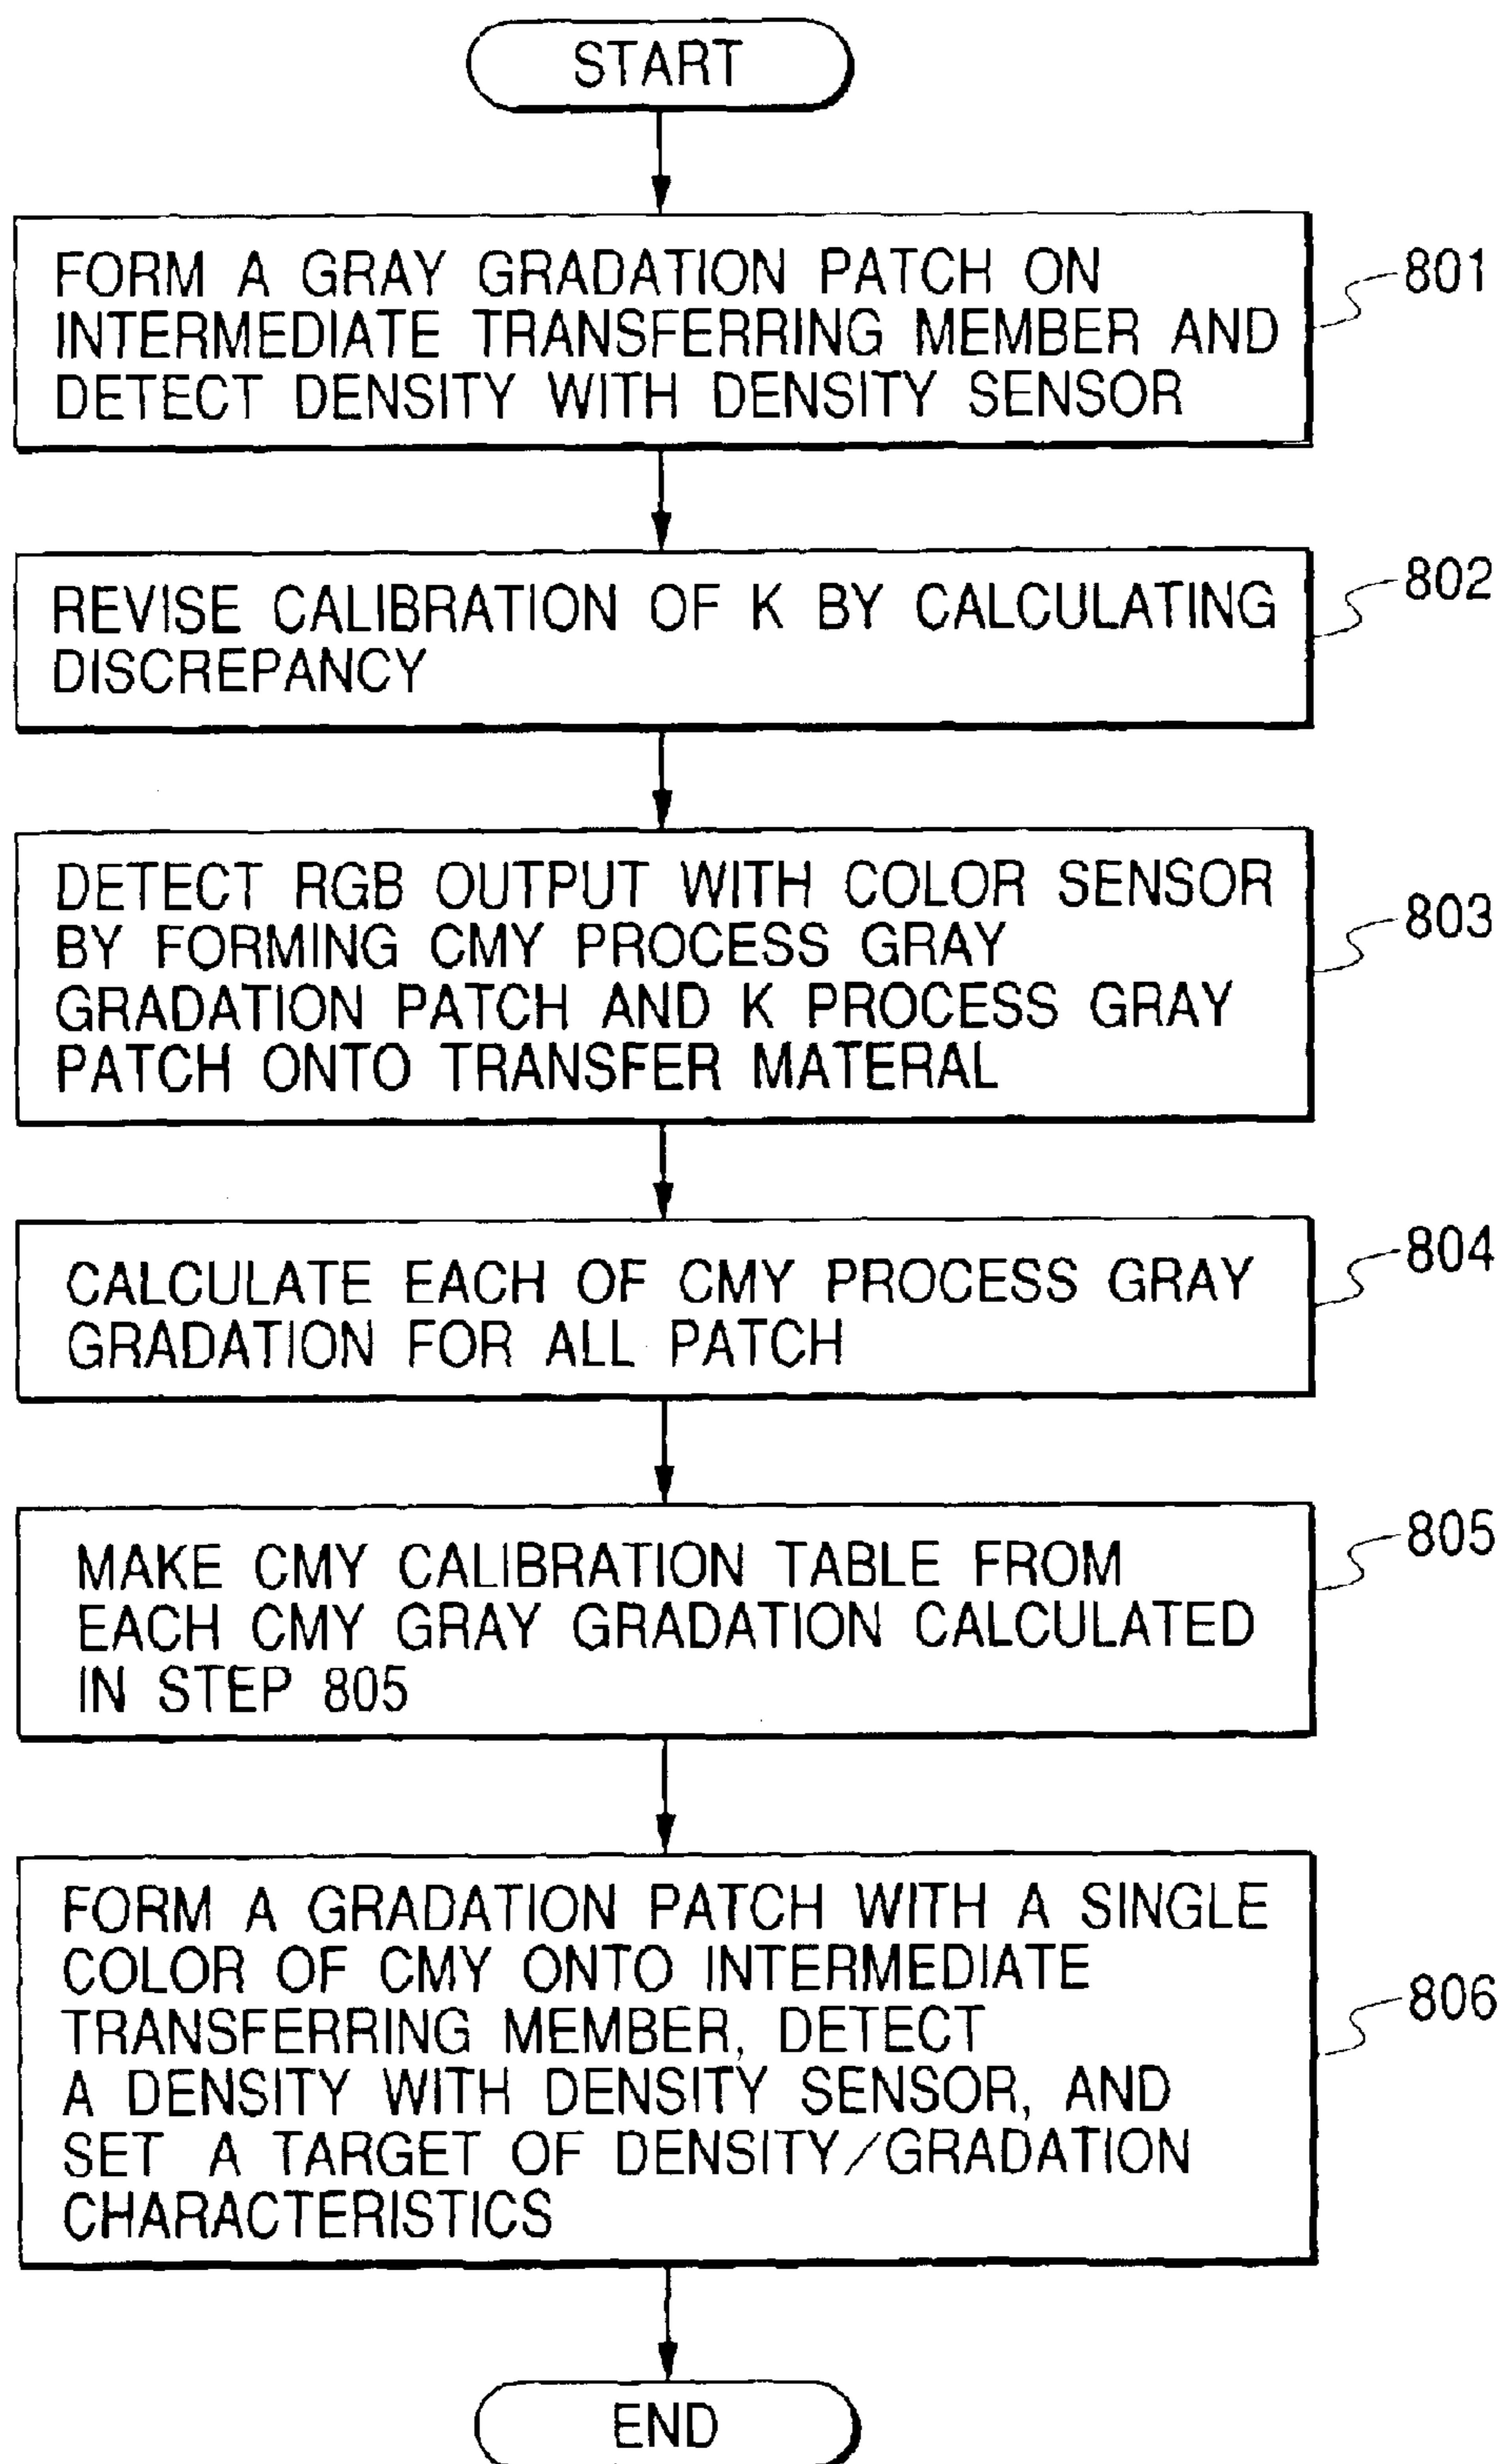 START
FORM A GRAY GRADATION PATCH ON
INTERMEDIATE TRANSFERRING MEMBER AND
DETECT DENSITY WITH DENSITY SENSOR
801
REVISE CALIBRATION OF K BY CALCULATING
DISCREPANCY
802
DETECT RGB OUTPUT WITH COLOR SENSOR
BY FORMING CMY PROCESS GRAY
GRADATION PATCH AND K PROCESS GRAY
PATCH ONTO TRANSFER MATERAL
803
CALCULATE EACH OF CMY PROCESS GRAY
GRADATION FOR ALL PATCH
804
MAKE CMY CALIBRATION TABLE FROM
EACH CMY GRAY GRADATION CALCULATED
IN STEP 805
805
FORM A GRADATION PATCH WITH A SINGLE
COLOR OF CMY ONTO INTERMEDIATE
TRANSFERRING MEMBER, DETECT
A DENSITY WITH DENSITY SENSOR, AND
SET A TARGET OF DENSITY/GRADATION
CHARACTERISTICS
806
END